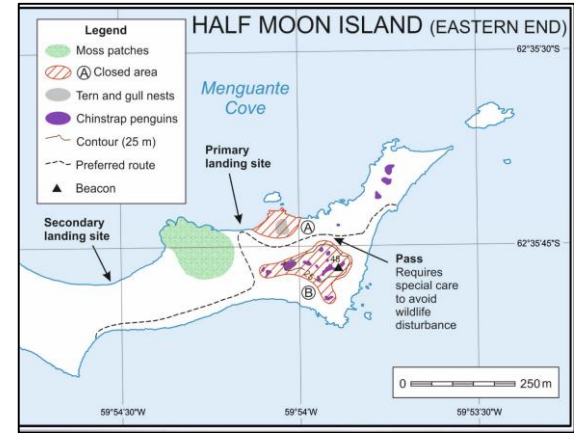 HALF MOON ISLAND (EASTERN END)
Legend
Moss patches
A Closed area
Tern and gull nests
Chinstrap penguins
Contour (25 m)
Preferred route
Beacon
62°35'30"S
Menguante
Cove
Primary
landing site
Secondary
landing site
A
62°35'45"S
Pass
Requires
special care
to avoid
wildlife
disturbance
48
B
0
250 m
59°54'30"W
59°54'W
59°53'30"W